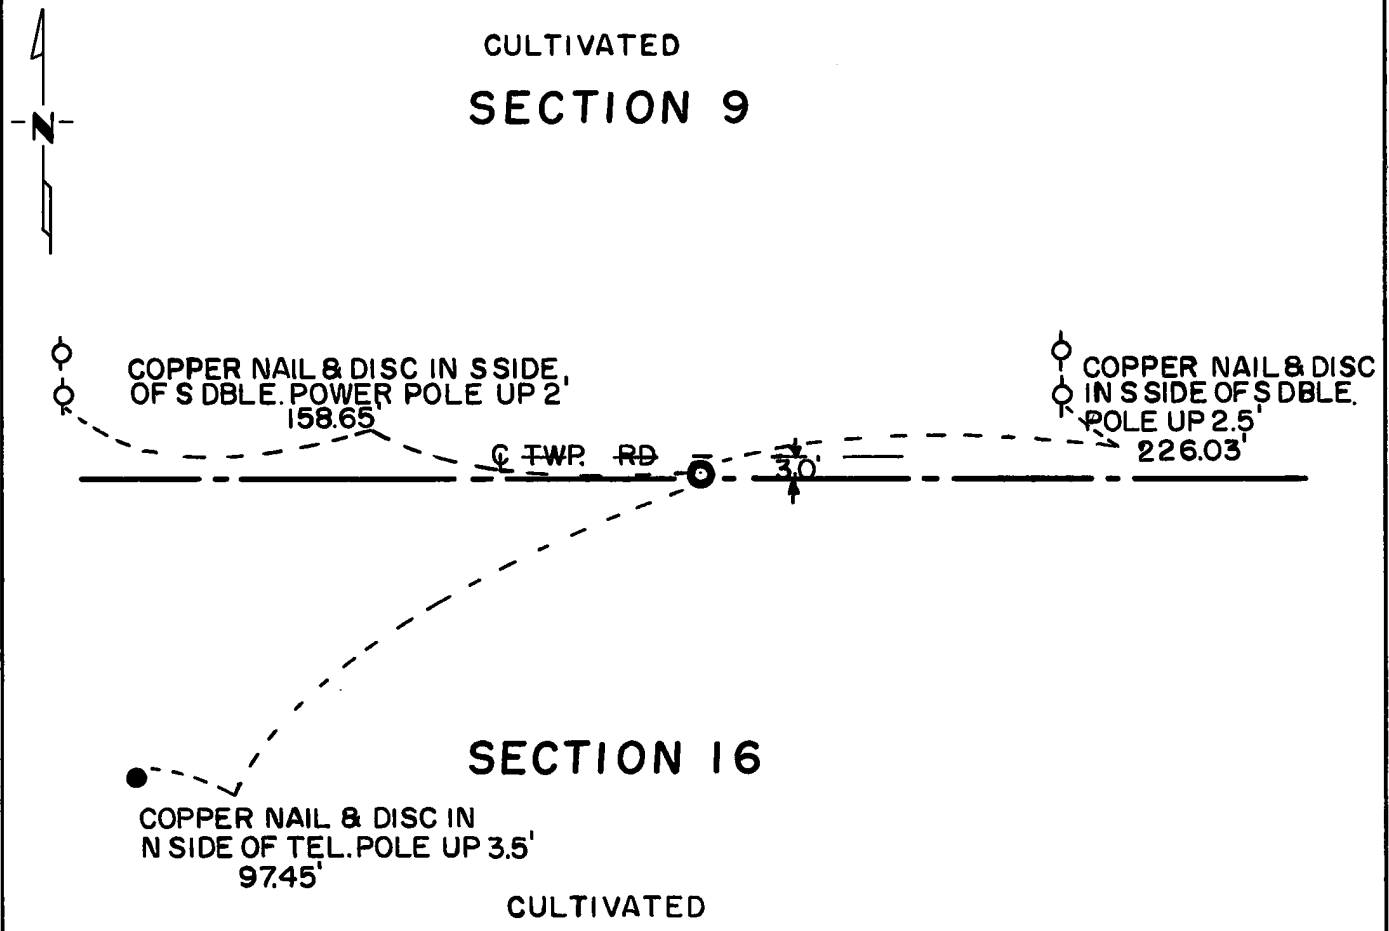 CULTIVATED
SECTION 9
N
COPPER NAIL & DISC IN S SIDE
OF S DBLE. POWER POLE UP 2'
158.65'
COPPER NAIL & DISC
IN S SIDE OF S DBLE.
POLE UP 2.5'
226.03'
℄ TWP. RD
3.0'
SECTION 16
COPPER NAIL & DISC IN
N SIDE OF TEL. POLE UP 3.5'
97.45'
CULTIVATED